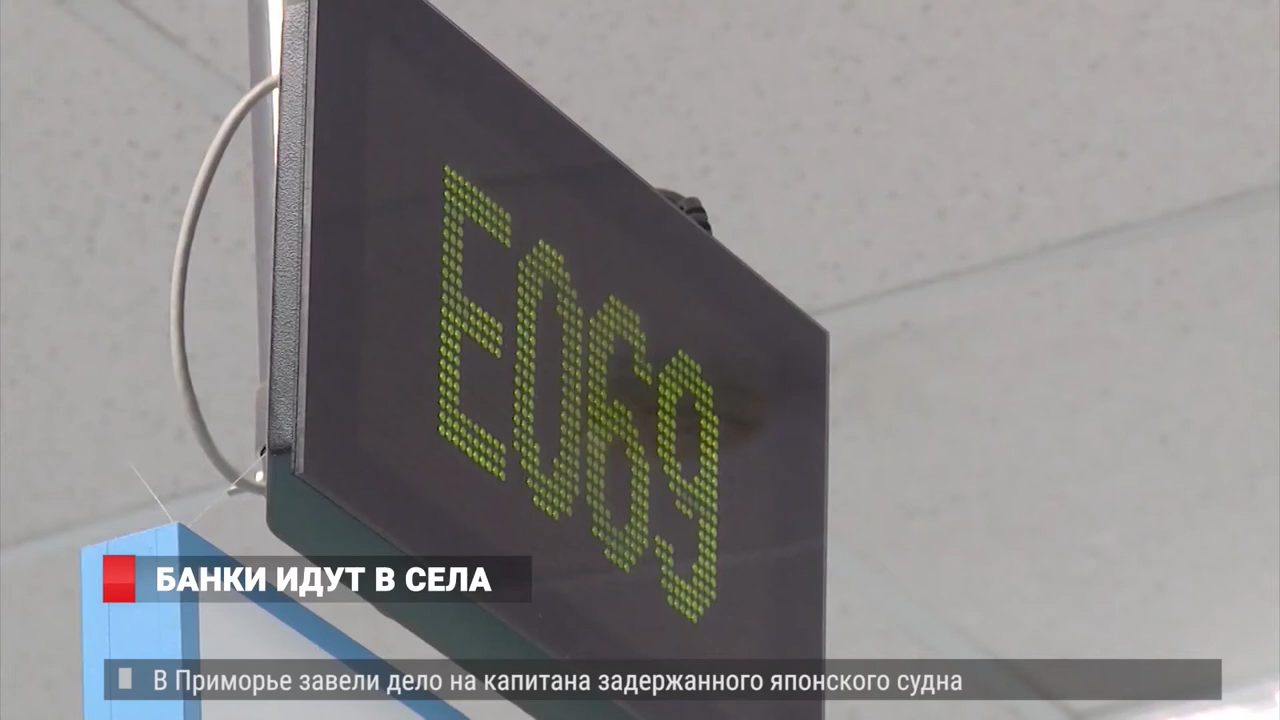 E069
БАНКИ ИДУТ В СЕЛА
В Приморье завели дело на капитана задержанного японского судна